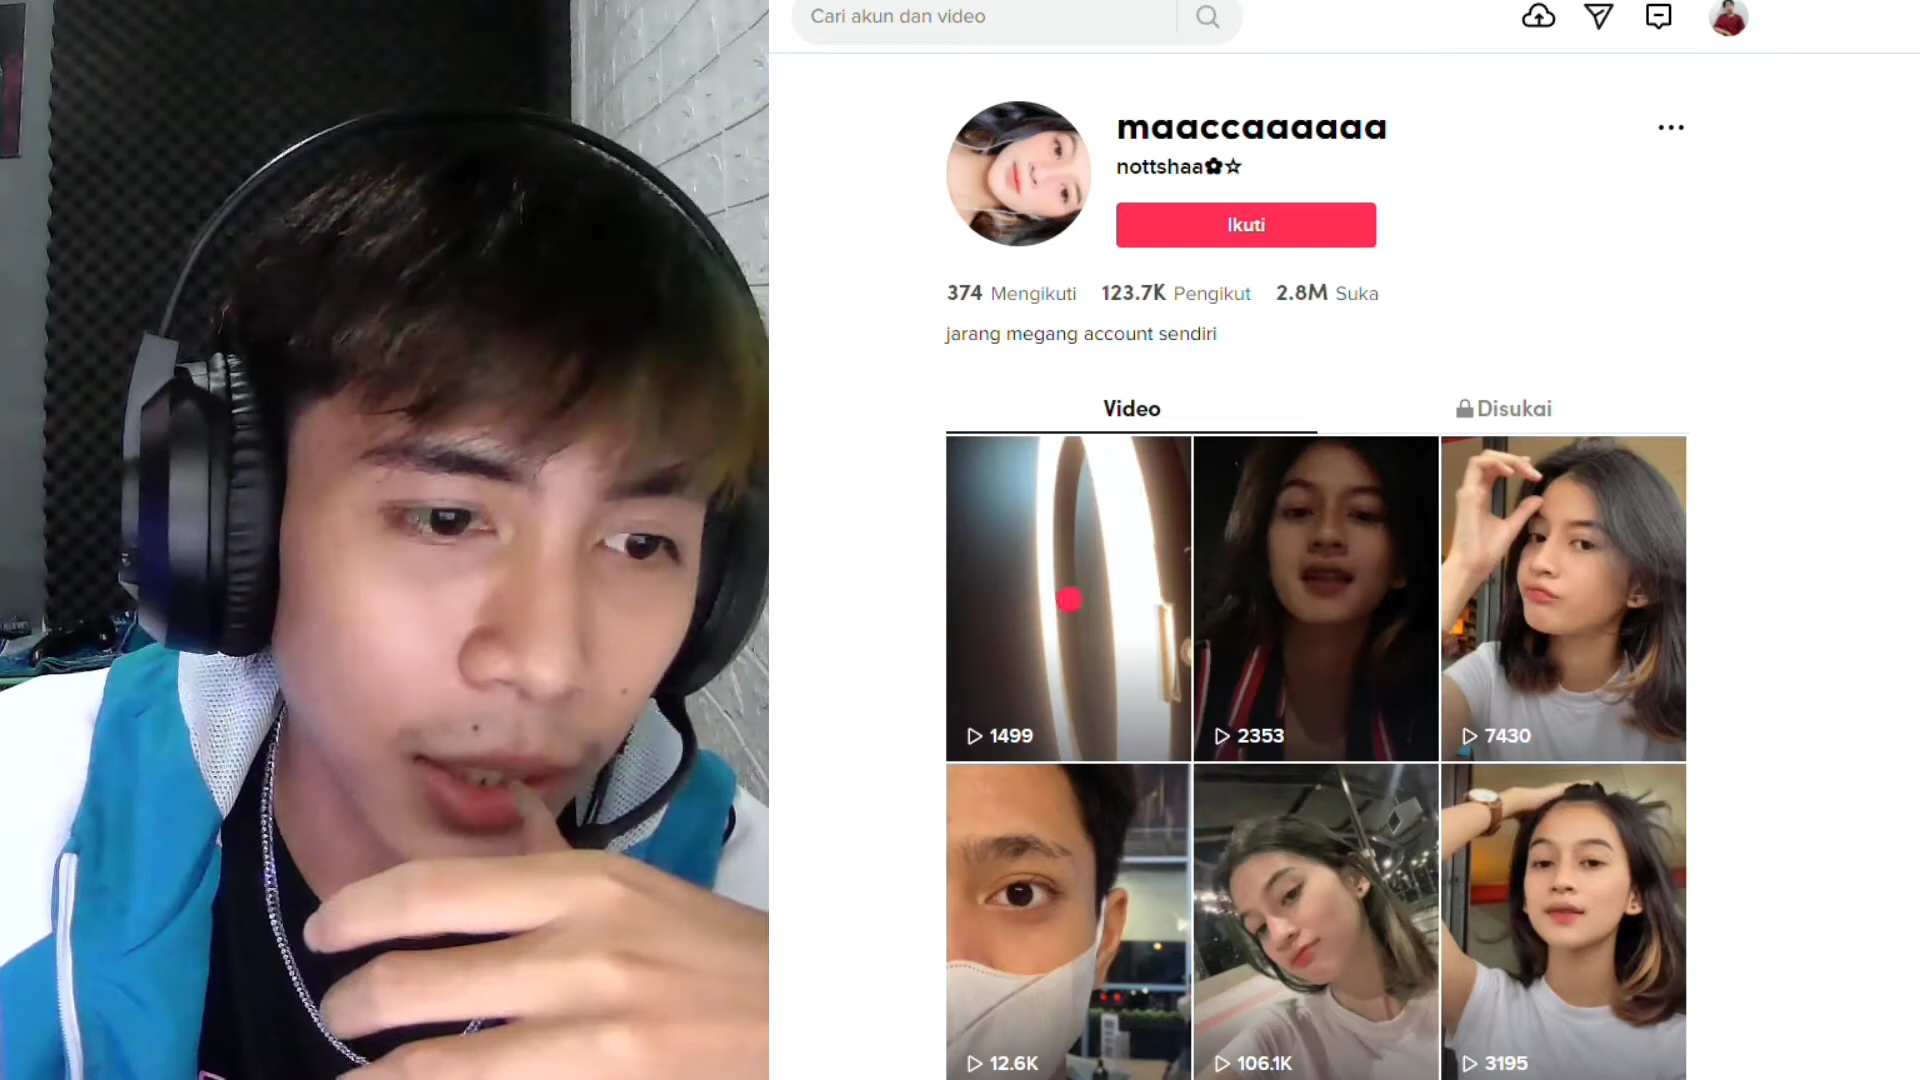 Cari akun dan video
maaccaaaaaa
nottshaa✿☆
Ikuti
374 Mengikuti 123.7K Pengikut 2.8M Suka
jarang megang account sendiri
Video Disukai
1499 2353 7430
12.6K 106.1K 3195